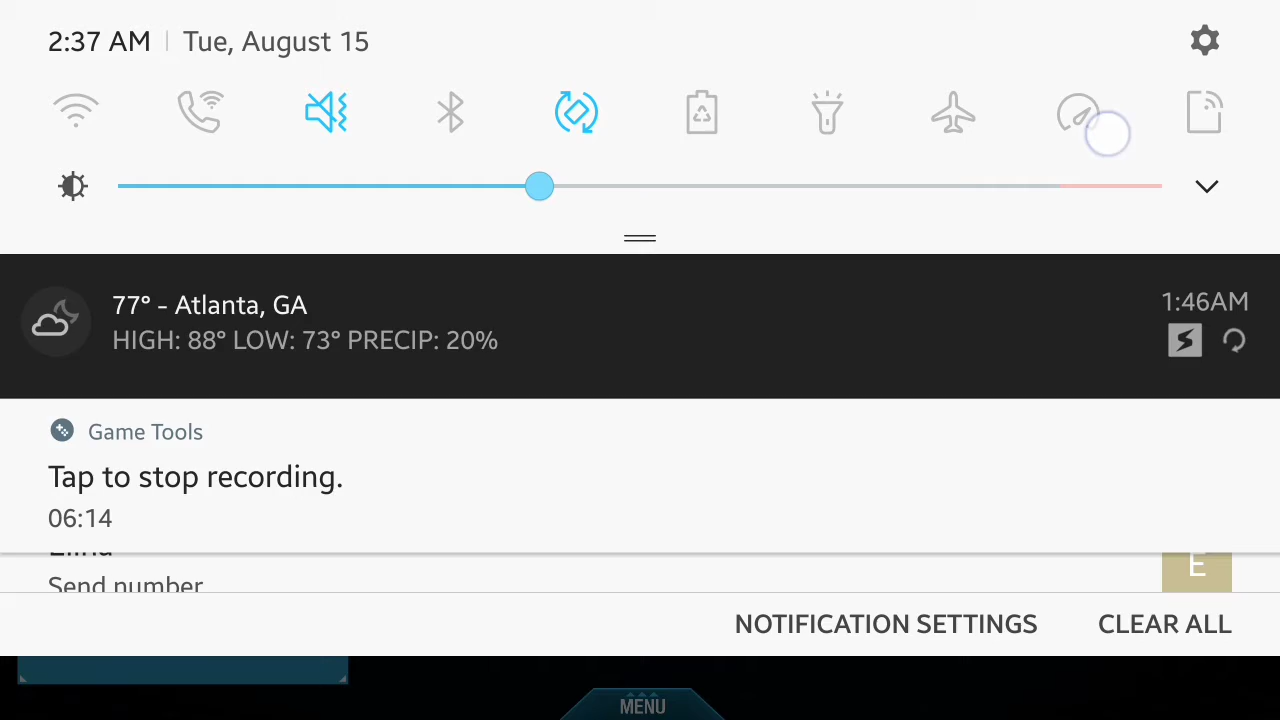 2:37 AM Tue, August 15
77° - Atlanta, GA
1:46AM
HIGH: 88° LOW: 73° PRECIP: 20%
Game Tools
Tap to stop recording.
06:14
E
Send number
NOTIFICATION SETTINGS CLEAR ALL
MENU